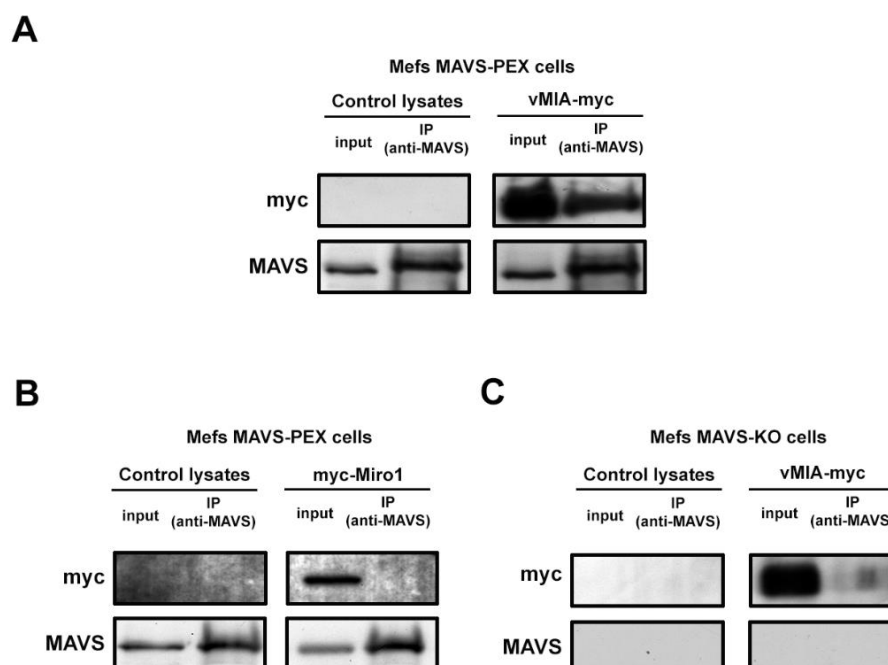 A
Mefs MAVS-PEX cells
Control lysates vMIA-myc
input IP (anti-MAVS) input IP (anti-MAVS)
myc
MAVS
B
Mefs MAVS-PEX cells
Control lysates myc-Miro1
input IP (anti-MAVS) input IP (anti-MAVS)
myc
MAVS
C
Mefs MAVS-KO cells
Control lysates vMIA-myc
input IP (anti-MAVS) input IP (anti-MAVS
myc
MAVS